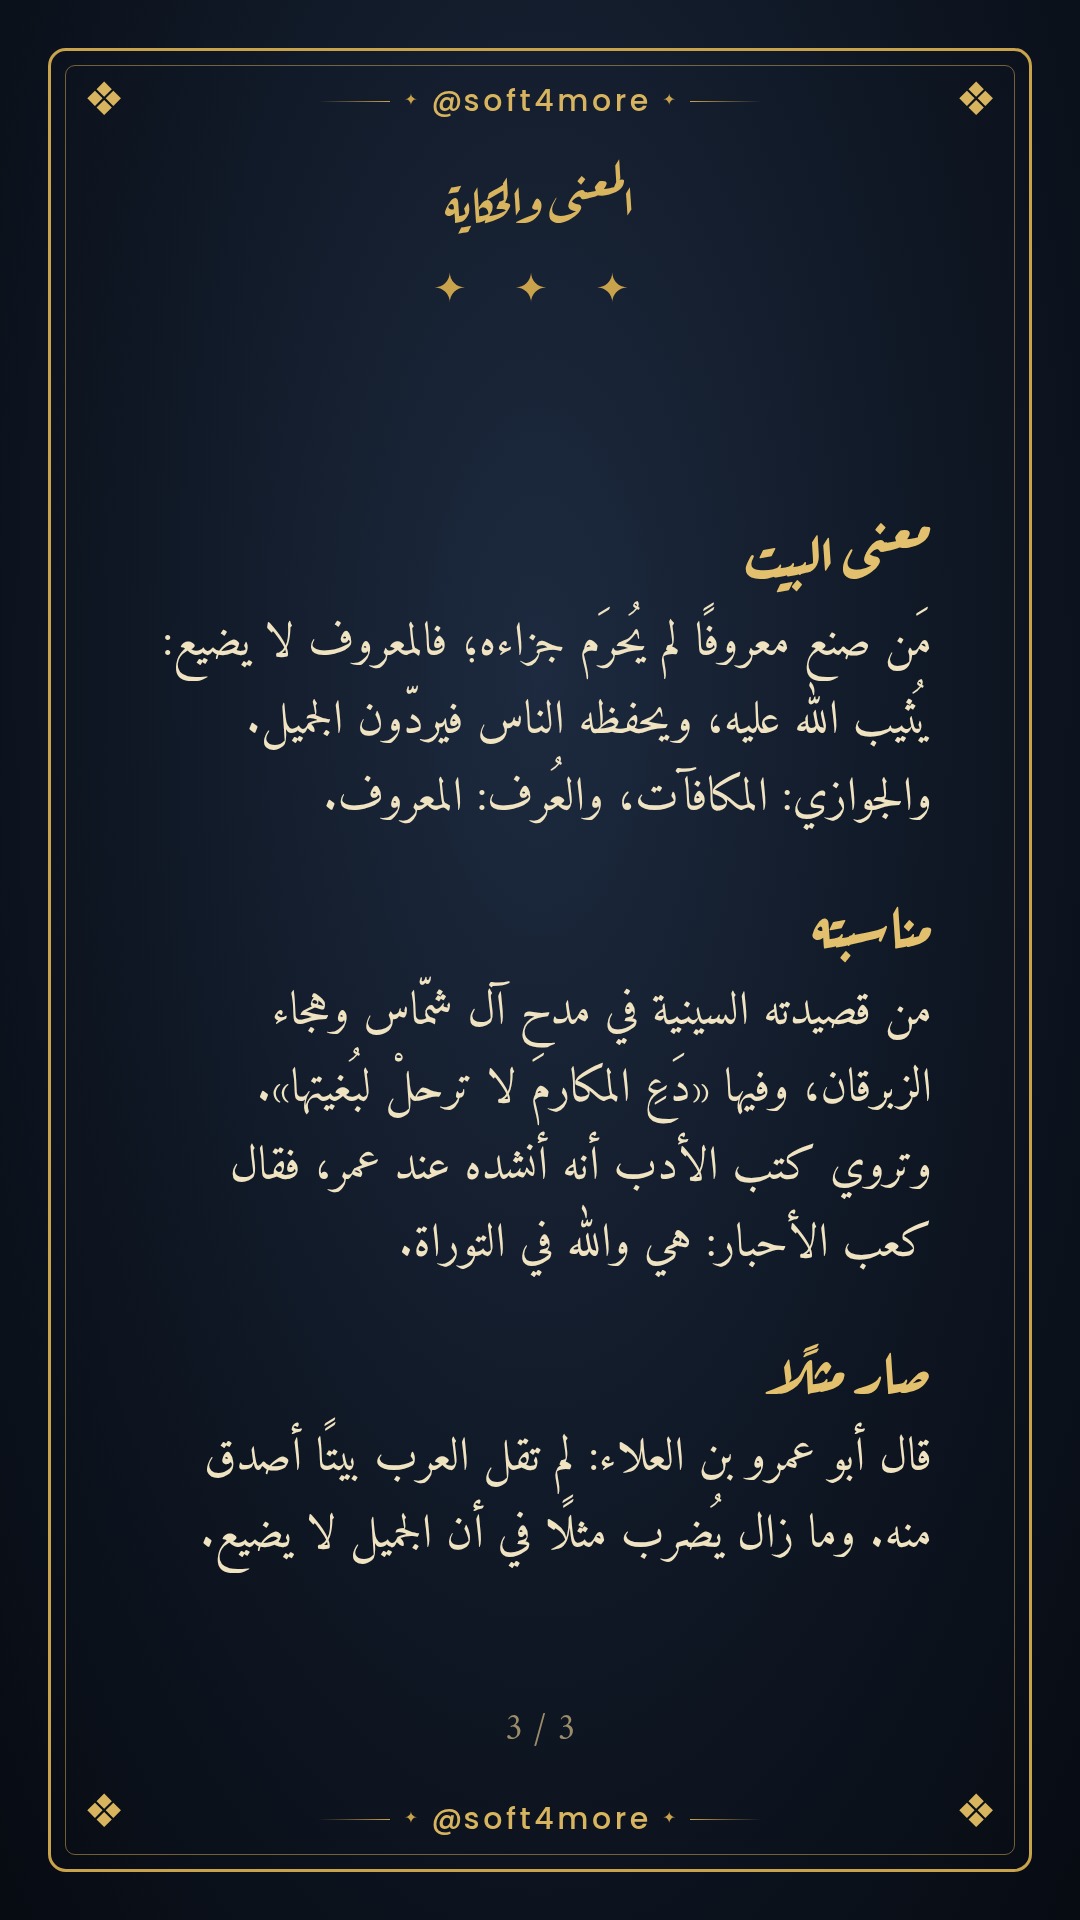 @soft4more
المعنى والحكاية
معنى البيت
مَن صنع معروفًا لم يُحرَم جزاءه؛ فالمعروف لا يضيع:
يُثيب الله عليه، ويحفظه الناس فيردّون الجميل.
والجوازي: المكافآت، والعُرف: المعروف.
مناسبته
من قصيدته السينية في مدح آل شمّاس وهجاء
الزبرقان، وفيها «دَعِ المكارمَ لا ترحلْ لبُغيتها».
وتروي كتب الأدب أنه أنشده عند عمر، فقال
كعب الأحبار: هي والله في التوراة.
صار مثلًا
قال أبو عمرو بن العلاء: لم تقل العرب بيتًا أصدق
منه. وما زال يُضرب مثلًا في أن الجميل لا يضيع.
3 / 3
@soft4more